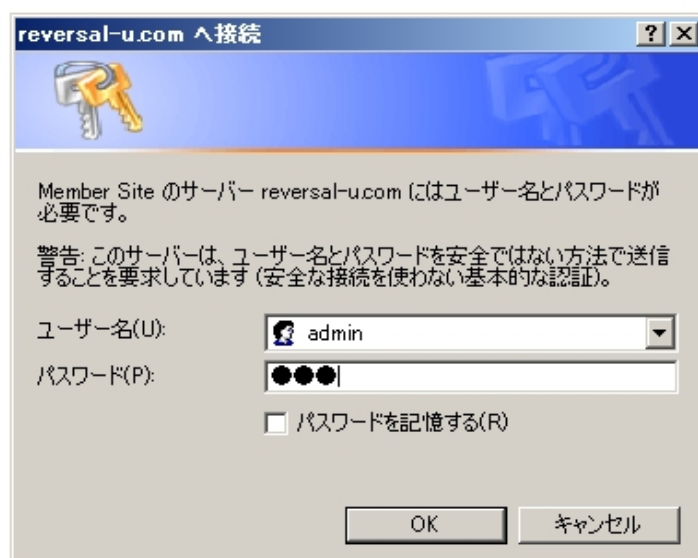 reversal-u.com へ接続
Member Site のサーバー reversal-u.com にはユーザー名とパスワードが
必要です。
警告: このサーバーは、ユーザー名とパスワードを安全ではない方法で送信
することを要求しています (安全な接続を使わない基本的な認証)。
ユーザー名(U):
admin
パスワード(P):
●●●
パスワードを記憶する(R)
OK
キャンセル